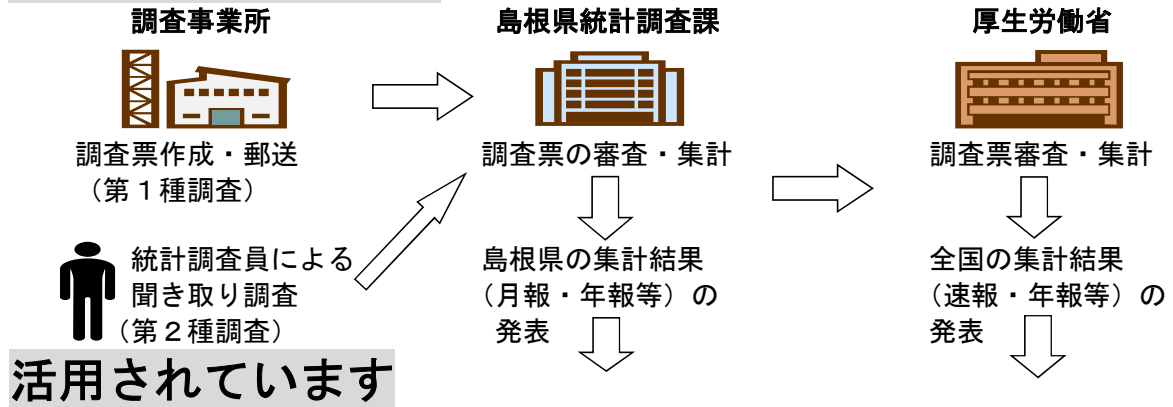 調査事業所
調査票作成・郵送
（第１種調査）
統計調査員による
聞き取り調査
（第２種調査）
島根県統計調査課
調査票の審査・集計
島根県の集計結果
（月報・年報等）の
発表
厚生労働省
調査票審査・集計
全国の集計結果
（速報・年報等）の
発表
活用されています